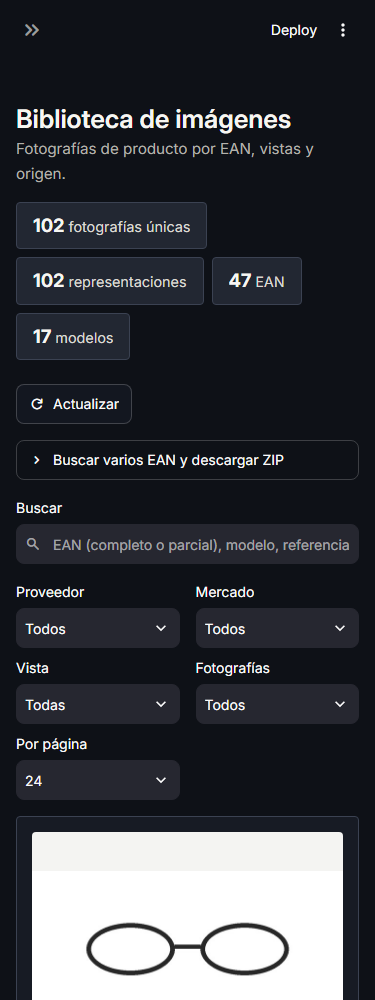 Deploy
Biblioteca de imágenes
Fotografías de producto por EAN, vistas y
origen.
102 fotografías únicas
102 representaciones
47 EAN
17 modelos
Actualizar
Buscar varios EAN y descargar ZIP
Buscar
EAN (completo o parcial), modelo, referencia
Proveedor
Mercado
Todos
Todos
Vista
Fotografías
Todas
Todos
Por página
24